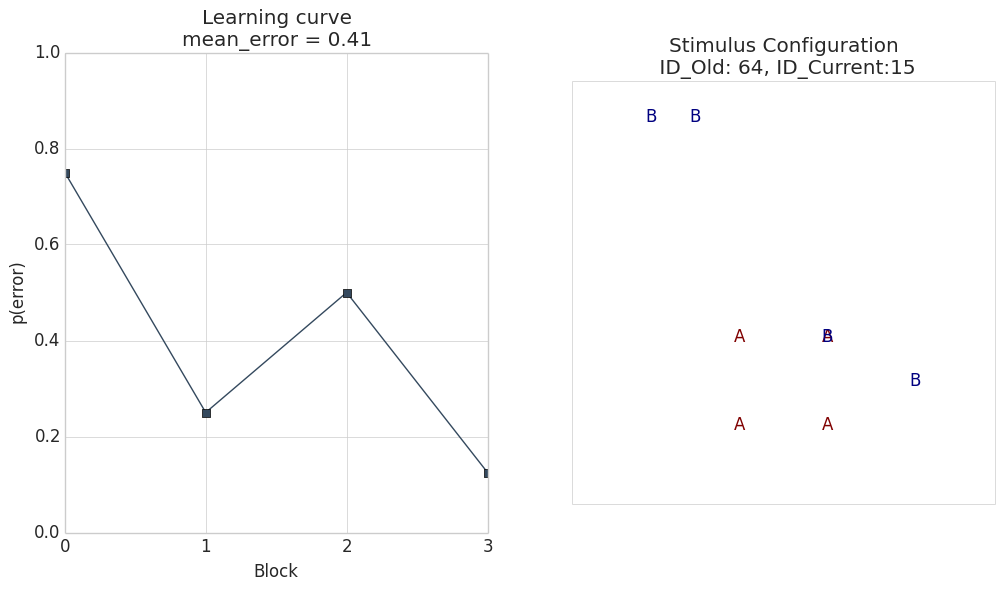 Learning curve
mean_error = 0.41
1.0
0.8
0.6
0.4
0.2
0.0
0 1 2 3
Block
p(error)
Stimulus Configuration
ID_Old: 64, ID_Current:15
B B
A A B
B
A A